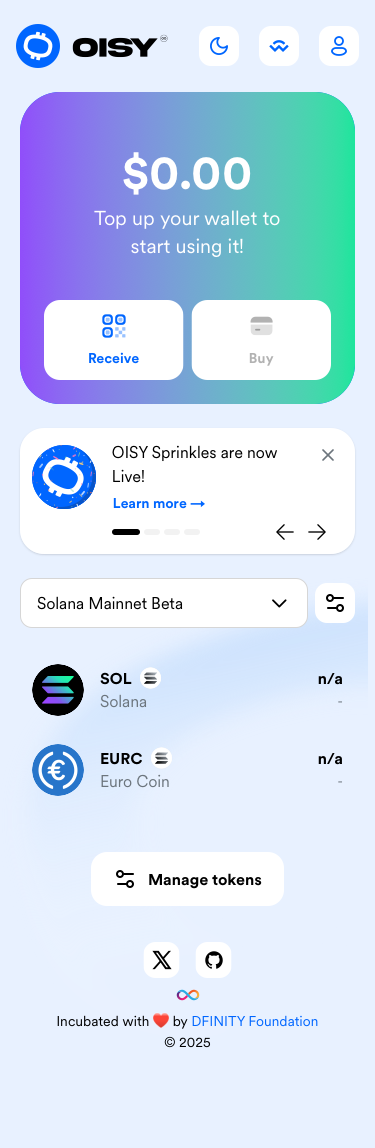 OISY
$0.00
Top up your wallet to
start using it!
Receive
Buy
OISY Sprinkles are now
Live!
Learn more →
Solana Mainnet Beta
SOL
n/a
Solana
-
EURC
n/a
Euro Coin
-
Manage tokens
Incubated with ❤️ by DFINITY Foundation
© 2025